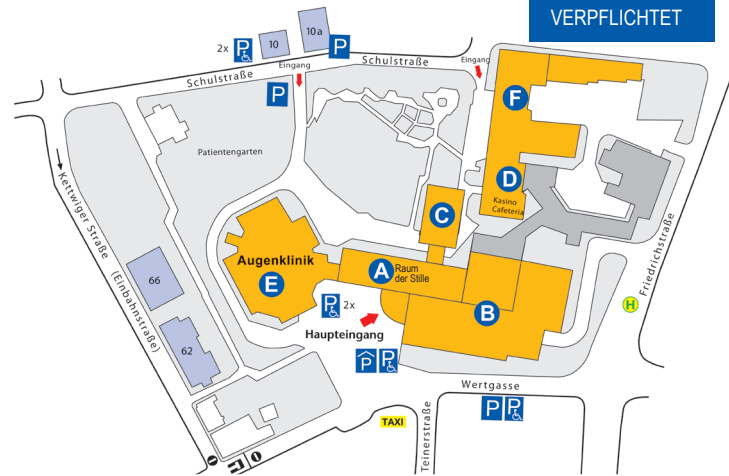 VERPFLICHTET
10
10a
2x
P
P
Eingang
Schulstraße
Schulstraße
Eingang
P
F
Patientengarten
D
Kasino
Cafeteria
C
Kettwiger Straße
(Einbahnstraße)
Friedrichstraße
Augenklinik
E
A
Raum
der Stille
66
B
H
P
2x
Haupteingang
62
P
P
Wertgasse
P
P
TAXI
Teinerstraße